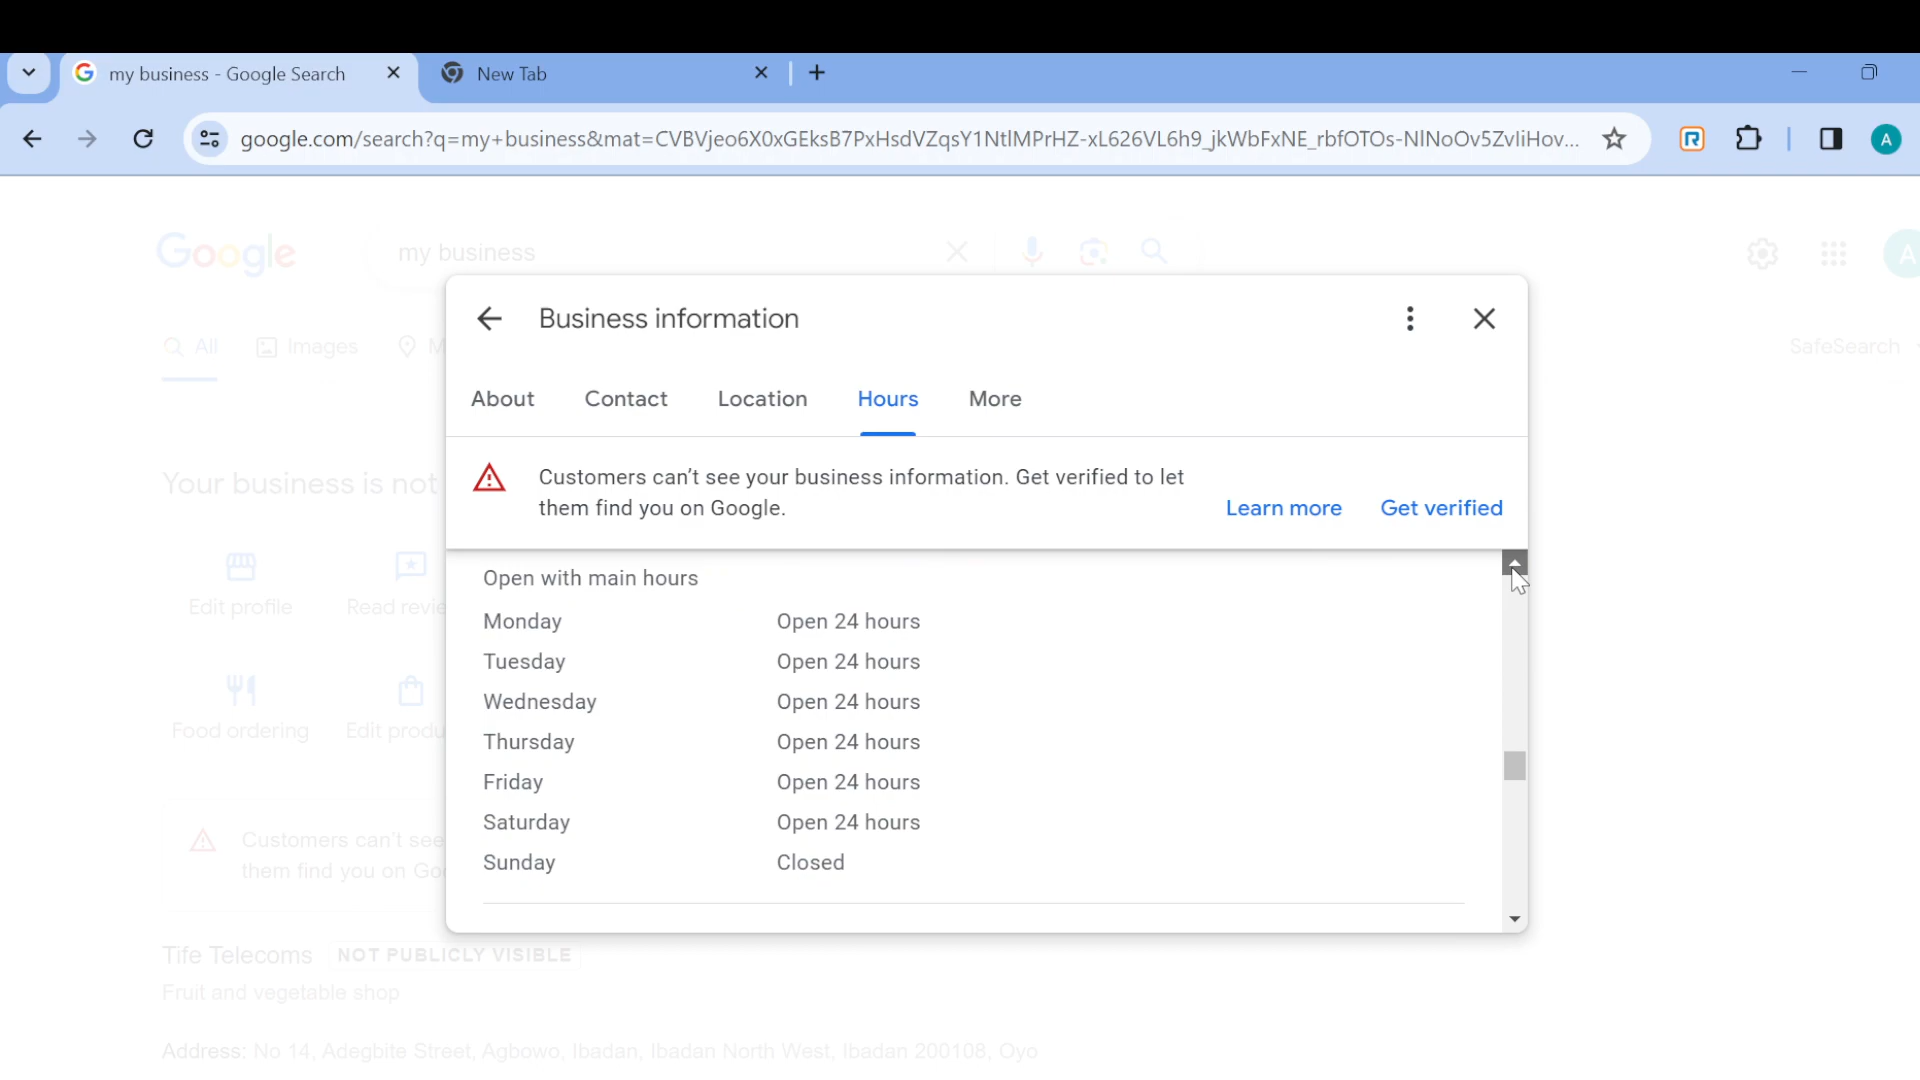 my business - Google Search
New Tab
google.com/search?q=my+business&mat=CVBVjeo6X0xGEksB7PxHsdVZqsY1NtIMPrHZ-xL626VL6h9_jkWbFxNE_rbfOTOs-NlNoOv5ZvliHov...
A
Google
my business
A
All
Images
M
SafeSearch
Business information
About
Contact
Location
Hours
More
Customers can't see your business information. Get verified to let
them find you on Google.
Learn more
Get verified
Your business is not
Edit profile
Read revie
Food ordering
Edit produ
Open with main hours
Monday Open 24 hours
Tuesday Open 24 hours
Wednesday Open 24 hours
Thursday Open 24 hours
Friday Open 24 hours
Saturday Open 24 hours
Sunday Closed
Customers can't see
them find you on Goo
Tife Telecoms NOT PUBLICLY VISIBLE
Fruit and vegetable shop
Address: No 14, Adegbite Street, Agbowo, Ibadan, Ibadan North West, Ibadan 200108, Oyo